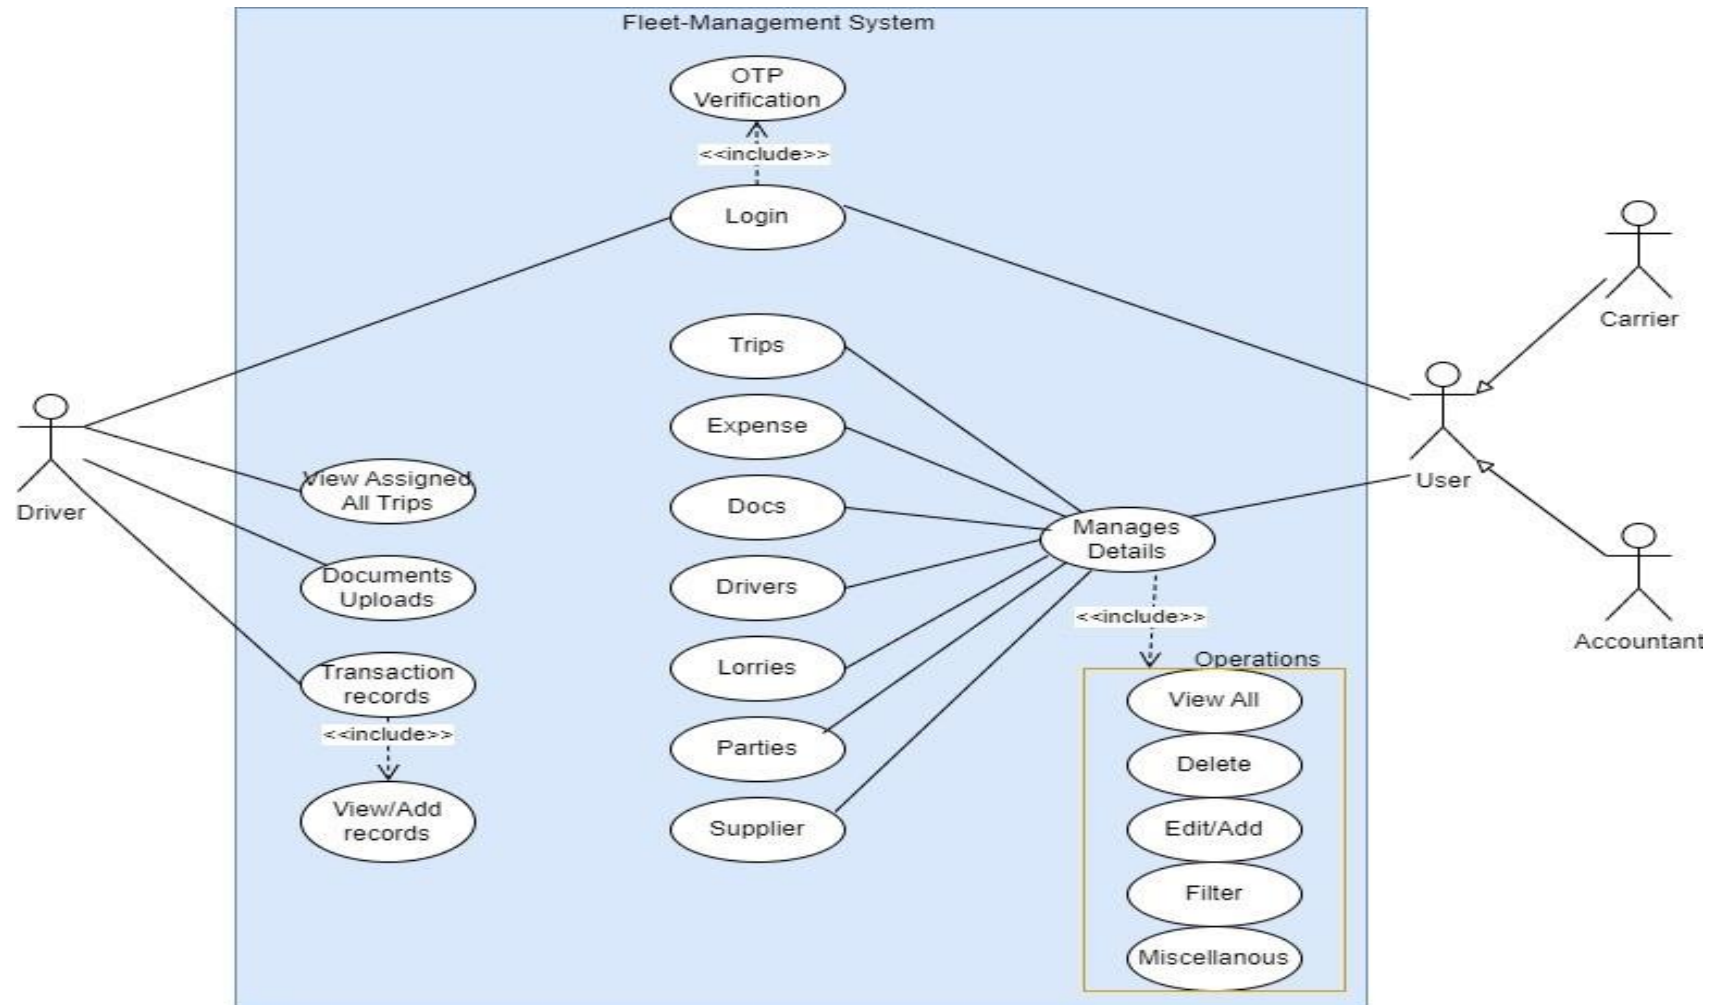 Fleet-Management System
OTP
Verification
<<include>>
Login
Trips
Expense
Docs
Drivers
Lorries
Parties
Supplier
Driver
View Assigned
All Trips
Documents
Uploads
Transaction
records
<<include>>
View/Add
records
Manages
Details
<<include>>
Operations
View All
Delete
Edit/Add
Filter
Miscellanous
Carrier
User
Accountant